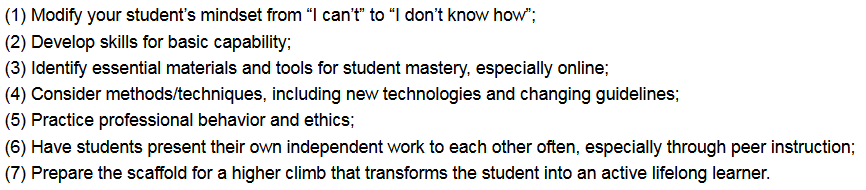 (1) Modify your student’s mindset from “I can’t” to “I don’t know how”;
(2) Develop skills for basic capability;
(3) Identify essential materials and tools for student mastery, especially online;
(4) Consider methods/techniques, including new technologies and changing guidelines;
(5) Practice professional behavior and ethics;
(6) Have students present their own independent work to each other often, especially through peer instruction;
(7) Prepare the scaffold for a higher climb that transforms the student into an active lifelong learner.